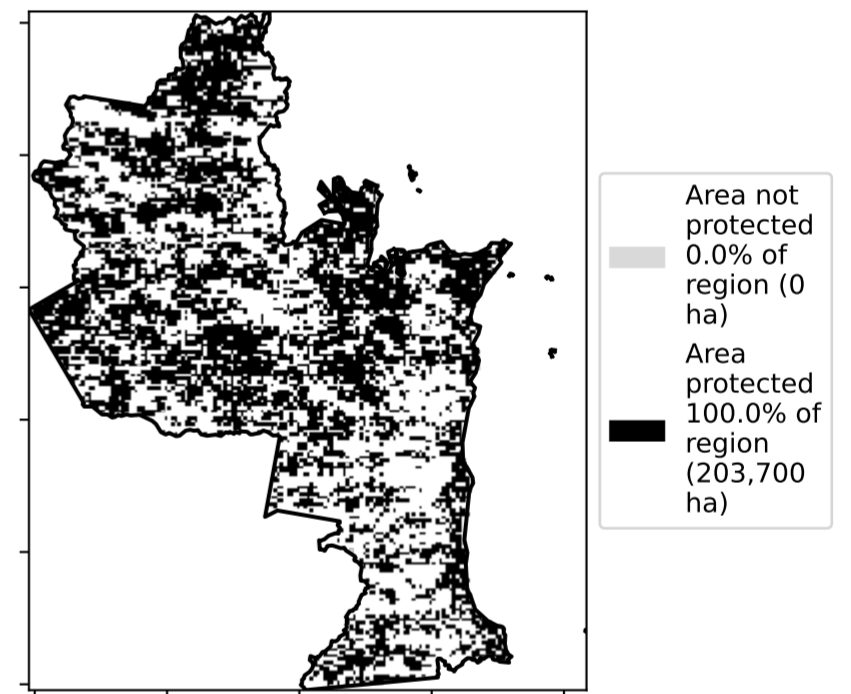 Area not
protected
0.0% of
region (0
ha)
Area
protected
100.0% of
region
(203,700
ha)